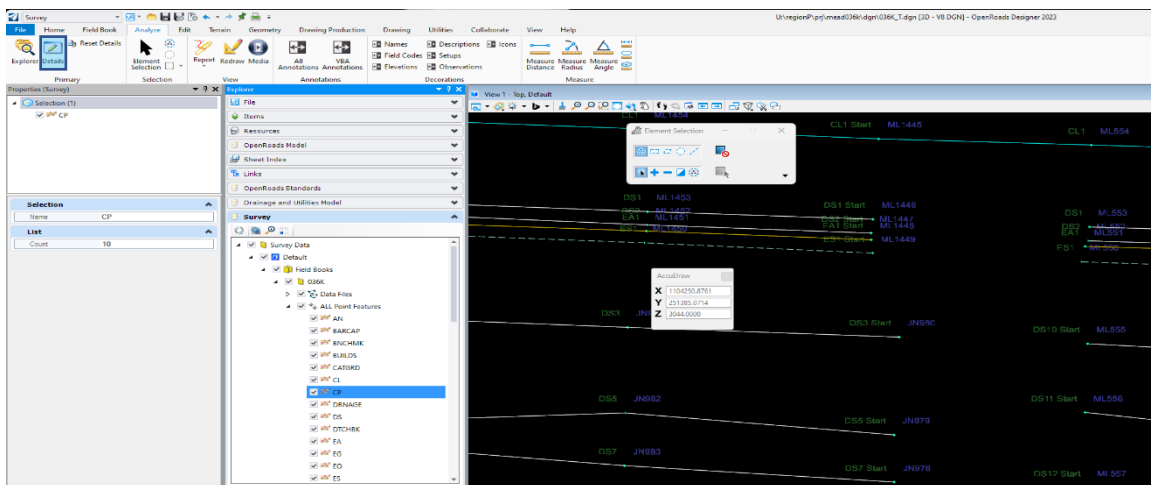 Survey
U:\regionP\prj\mead036k\dgn\036K_T.dgn [3D - V8 DGN] - OpenRoads Designer 2023
File Home Field Book Analyze Edit Terrain Geometry Drawing Production Drawing Utilities Collaborate View Help
Explorer Details Reset Details Element Selection Report Redraw Media All Annotations VBA Annotations
Names Descriptions Icons
Field Codes Setups
Elevations Observations
Measure Distance Measure Radius Measure Angle
Primary Selection View Annotations Decorations Measure
Properties (Survey)
Selection (1)
CP
Selection
Name CP
List
Count 10
Explorer
File
Items
Resources
OpenRoads Model
Sheet Index
Links
OpenRoads Standards
Drainage and Utilities Model
Survey
Survey Data
Default
Field Books
036K
Data Files
ALL Point Features
AN
BARCAP
BNCHMK
BUILDS
CATGRD
CL
CP
DRNAGE
DS
DTCHBK
EA
EG
EO
ES
View 1 - Top, Default
CL1 ML1454
CL1 Start ML1445
CL1 ML554
Element Selection
DS1 ML1453
ML1452
EA1 ML1451
ES1 ML1450
DS1 Start ML1446
DS2 Start ML1447
EA1 Start ML1448
ES1 Start ML1449
DS1 ML553
DS2 ML552
EA1 ML551
ES1 ML550
AccuDraw
X 1104250.8761
Y 251385.0714
Z 3044.0000
DS3
DS3 Start JN980
DS10 Start ML555
DS5 JN982
DS5 Start JN979
DS11 Start ML556
DS7 JN983
DS7 Start JN978
DS12 Start ML557